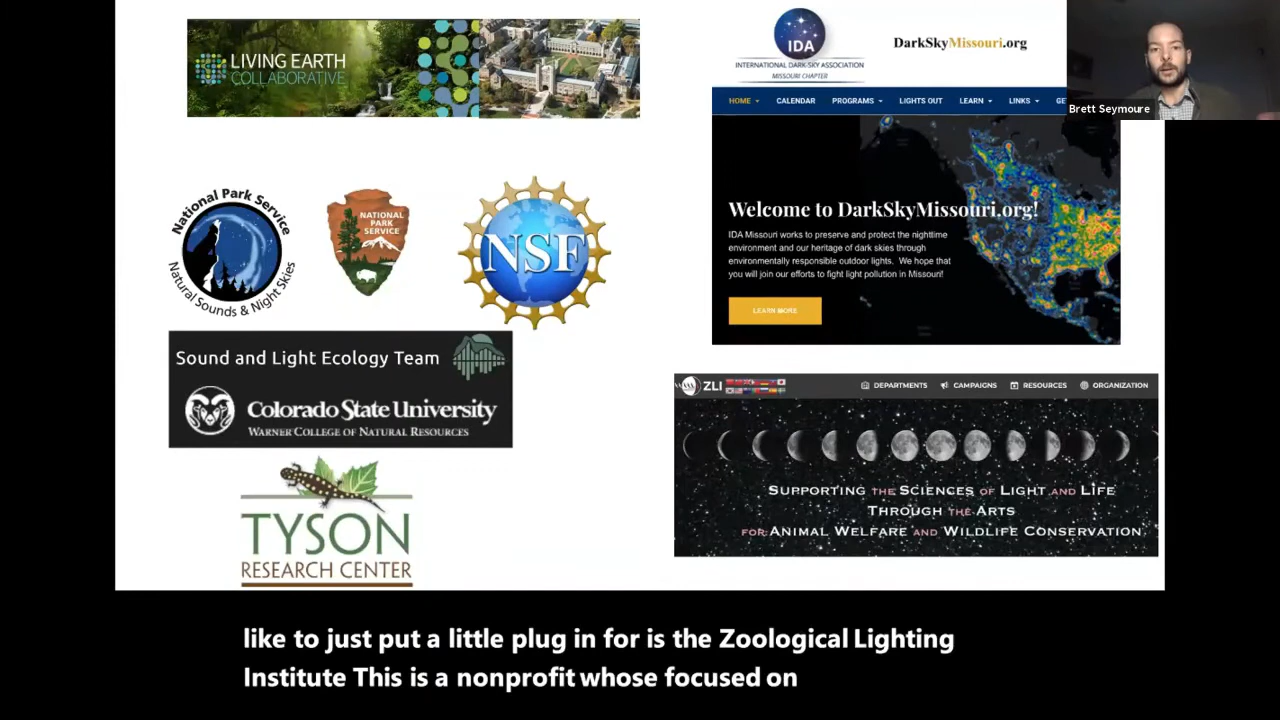 LIVING EARTH
COLLABORATIVE
IDA
INTERNATIONAL DARK-SKY ASSOCIATION
MISSOURI CHAPTER
DarkSkyMissouri.org
Brett Seymoure
HOME CALENDAR PROGRAMS LIGHTS OUT LEARN LINKS GE
Welcome to DarkSkyMissouri.org!
IDA Missouri works to preserve and protect the nighttime
environment and our heritage of dark skies through
environmentally responsible outdoor lights. We hope that
you will join our efforts to fight light pollution in Missouri!
LEARN MORE
National Park Service
Natural Sounds & Night Skies
NATIONAL
PARK
SERVICE
NSF
Sound and Light Ecology Team
Colorado State University
WARNER COLLEGE OF NATURAL RESOURCES
TYSON
RESEARCH CENTER
ZLI DEPARTMENTS CAMPAIGNS RESOURCES ORGANIZATION
SUPPORTING THE SCIENCES OF LIGHT AND LIFE
THROUGH THE ARTS
FOR ANIMAL WELFARE AND WILDLIFE CONSERVATION
like to just put a little plug in for is the Zoological Lighting
Institute This is a nonprofit whose focused on